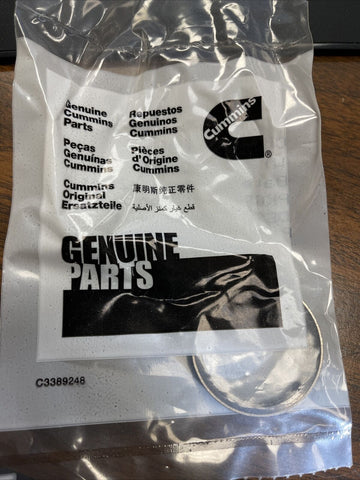 Genuine
Cummins
Parts
Repuestos
Genuinos
Cummins
Peças
Genuínas
Cummins
Pièces
d'Origine
Cummins
Cummins
Original
Ersatzteile
康明斯纯正零件
قطع غيار كمنز الأصلية
Cummins
®
GENUINE
PARTS
C3389248